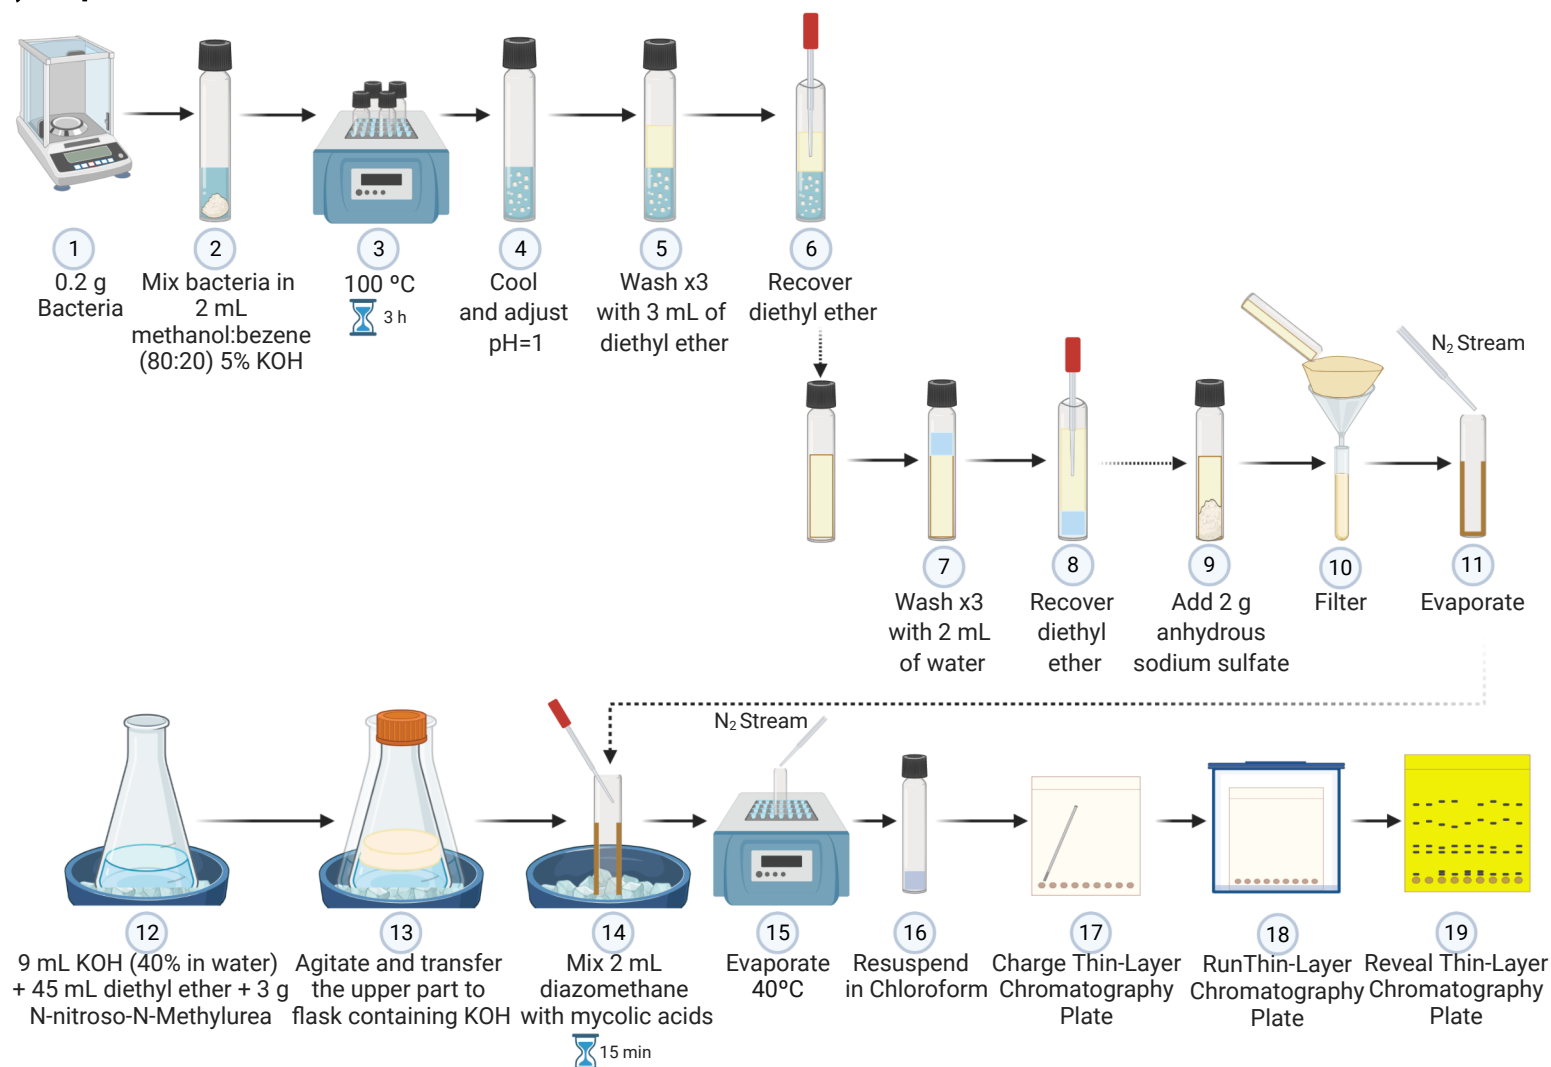 1
0.2 g
Bacteria
2
Mix bacteria in
2 mL
methanol:bezene
(80:20) 5% KOH
3
100 ºC
3 h
4
Cool
and adjust
pH=1
5
Wash x3
with 3 mL of
diethyl ether
6
Recover
diethyl ether
7
Wash x3
with 2 mL
of water
8
Recover
diethyl
ether
9
Add 2 g
anhydrous
sodium sulfate
10
Filter
N₂ Stream
11
Evaporate
12
9 mL KOH (40% in water)
+ 45 mL diethyl ether + 3 g
N-nitroso-N-Methylurea
13
Agitate and transfer
the upper part to
flask containing KOH
14
Mix 2 mL
diazomethane
with mycolic acids
15 min
N₂ Stream
15
Evaporate
40ºC
16
Resuspend
in Chloroform
17
Charge Thin-Layer
Chromatography
Plate
18
RunThin-Layer
Chromatography
Plate
19
Reveal Thin-Layer
Chromatography
Plate